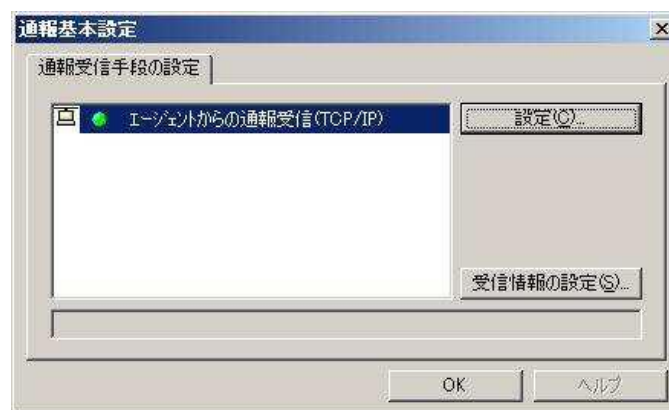 通報基本設定
通報受信手段の設定
エージェントからの通報受信(TCP/IP)
設定(C)...
受信情報の設定(S)...
OK
ヘルプ